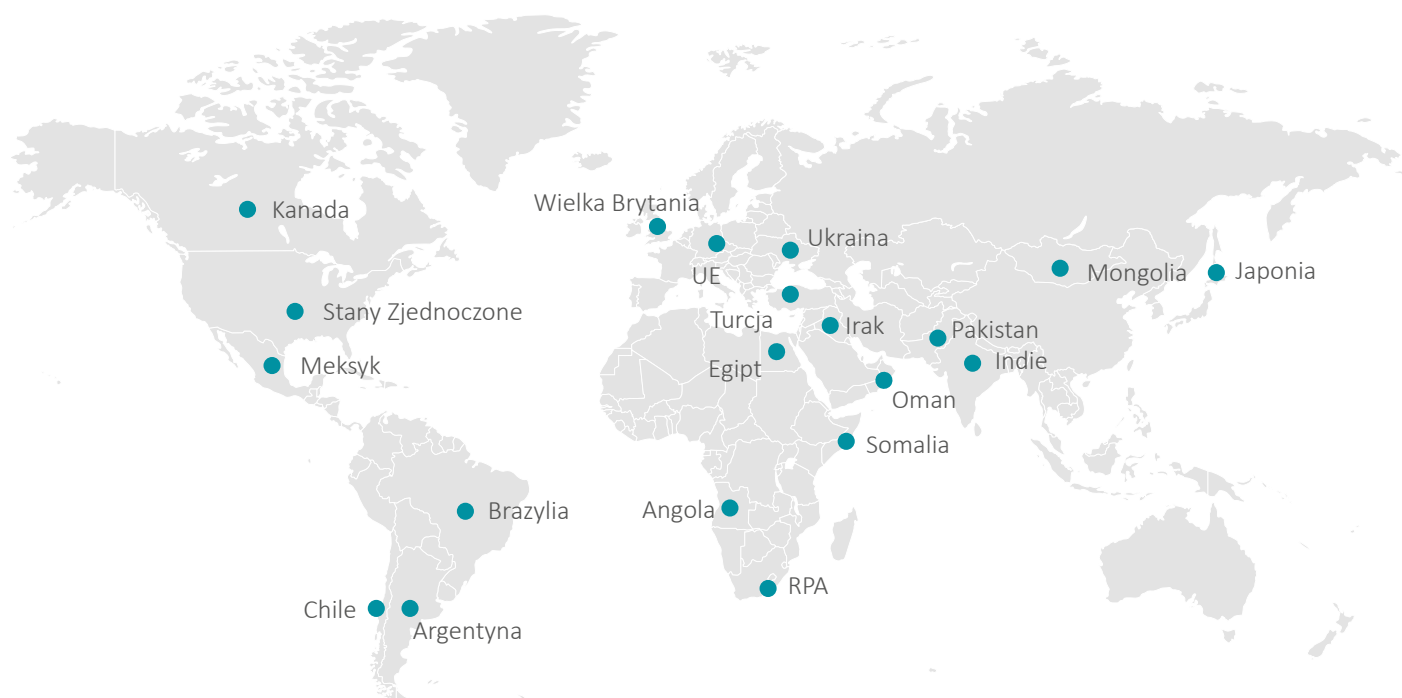 Wielka Brytania
Kanada
Ukraina
UE
Mongolia
Japonia
Stany Zjednoczone
Turcja
Irak
Pakistan
Meksyk
Egipt
Indie
Oman
Somalia
Brazylia
Angola
RPA
Chile
Argentyna